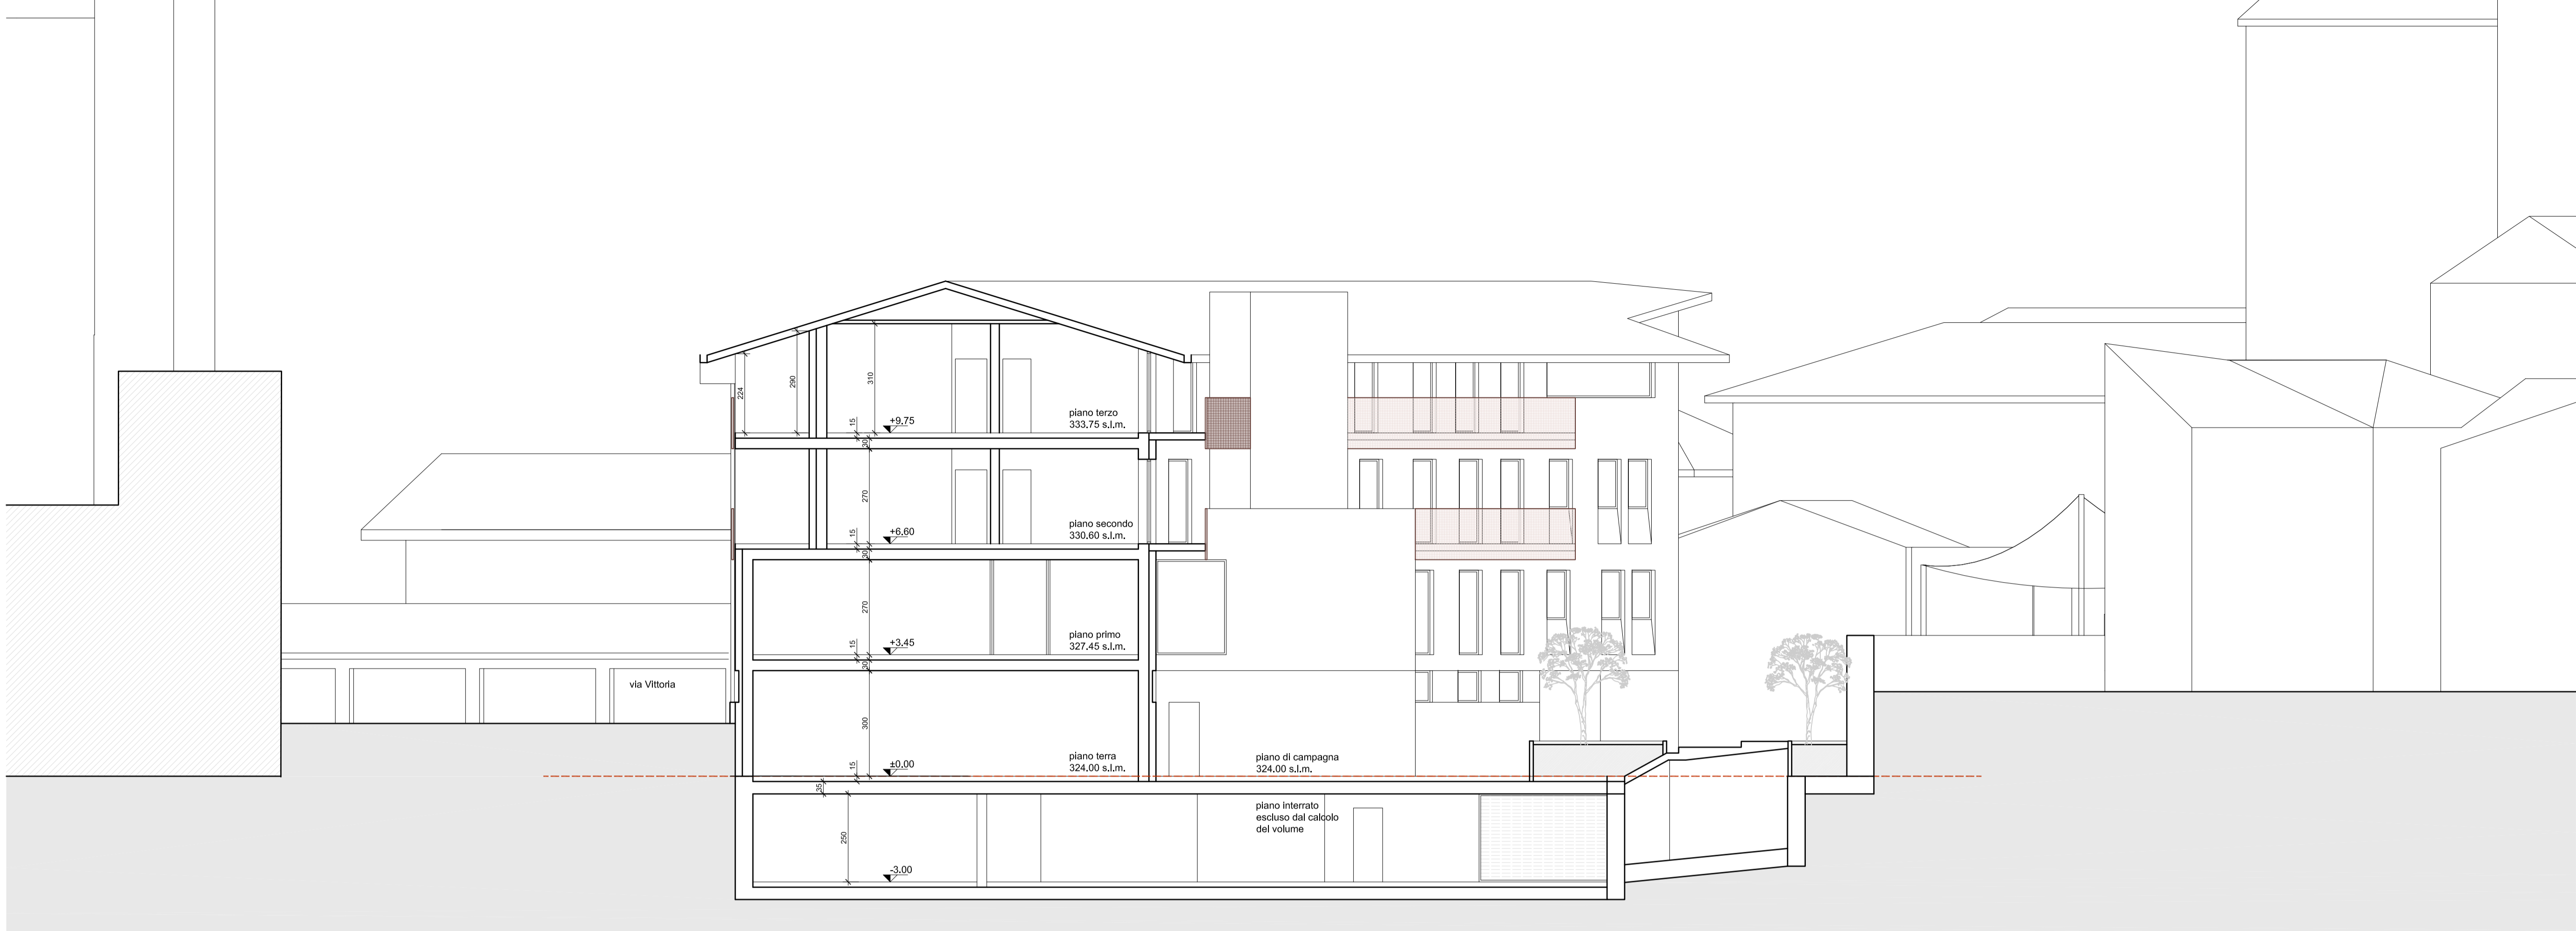 310
290
224
piano terzo
333.75 s.l.m.
+9.75
15
30
270
piano secondo
330.60 s.l.m.
+6.60
15
30
270
piano primo
327.45 s.l.m.
+3.45
15
30
via Vittoria
300
piano terra
324.00 s.l.m.
±0.00
15
piano di campagna
324.00 s.l.m.
35
piano interrato
escluso dal calcolo
del volume
250
-3.00